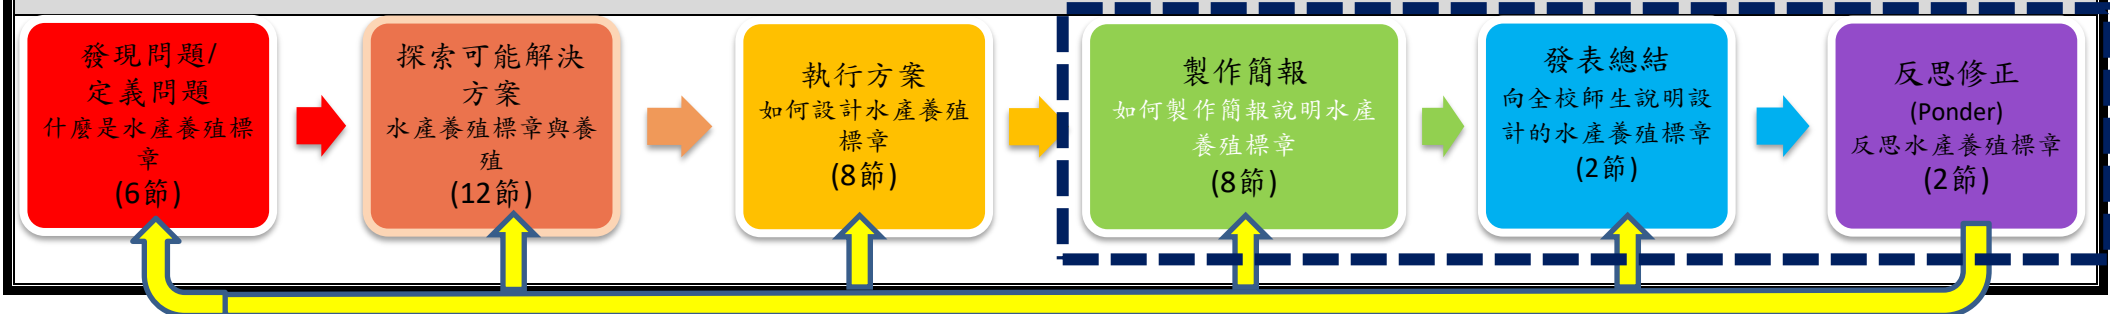 發現問題/
定義問題
什麼是水產養殖標
章
(6節)
探索可能解決
方案
水產養殖標章與養
殖
(12節)
執行方案
如何設計水產養殖
標章
(8節)
製作簡報
如何製作簡報說明水產
養殖標章
(8節)
發表總結
向全校師生說明設
計的水產養殖標章
(2節)
反思修正
(Ponder)
反思水產養殖標章
(2節)